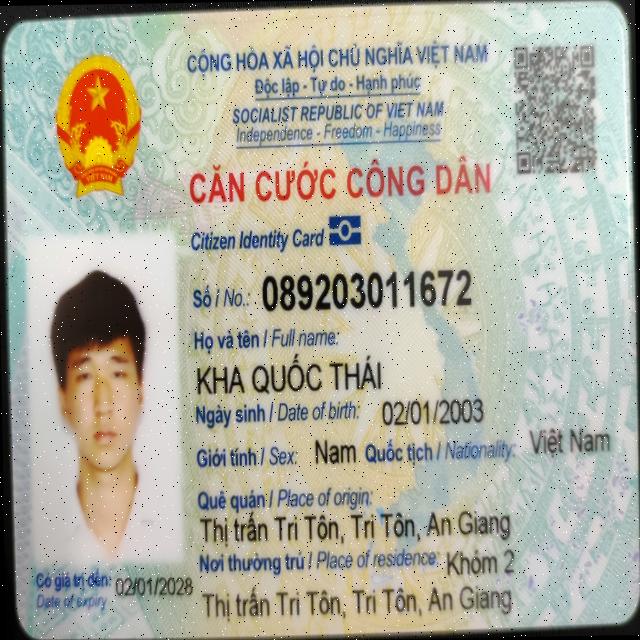 CỘNG HÒA XÃ HỘI CHỦ NGHĨA VIỆT NAM
Độc lập - Tự do - Hạnh phúc
SOCIALIST REPUBLIC OF VIET NAM
Independence - Freedom - Happiness
CĂN CƯỚC CÔNG DÂN
Citizen Identity Card
Số / No.: 089203011672
Họ và tên / Full name:
KHA QUỐC THÁI
Ngày sinh / Date of birth: 02/01/2003
Giới tính / Sex: Nam Quốc tịch / Nationality: Việt Nam
Quê quán / Place of origin:
Thị trấn Tri Tôn, Tri Tôn, An Giang
Nơi thường trú / Place of residence: Khóm 2
Thị trấn Tri Tôn, Tri Tôn, An Giang
Có giá trị đến: 02/01/2028
Date of expiry
VIỆT NAM